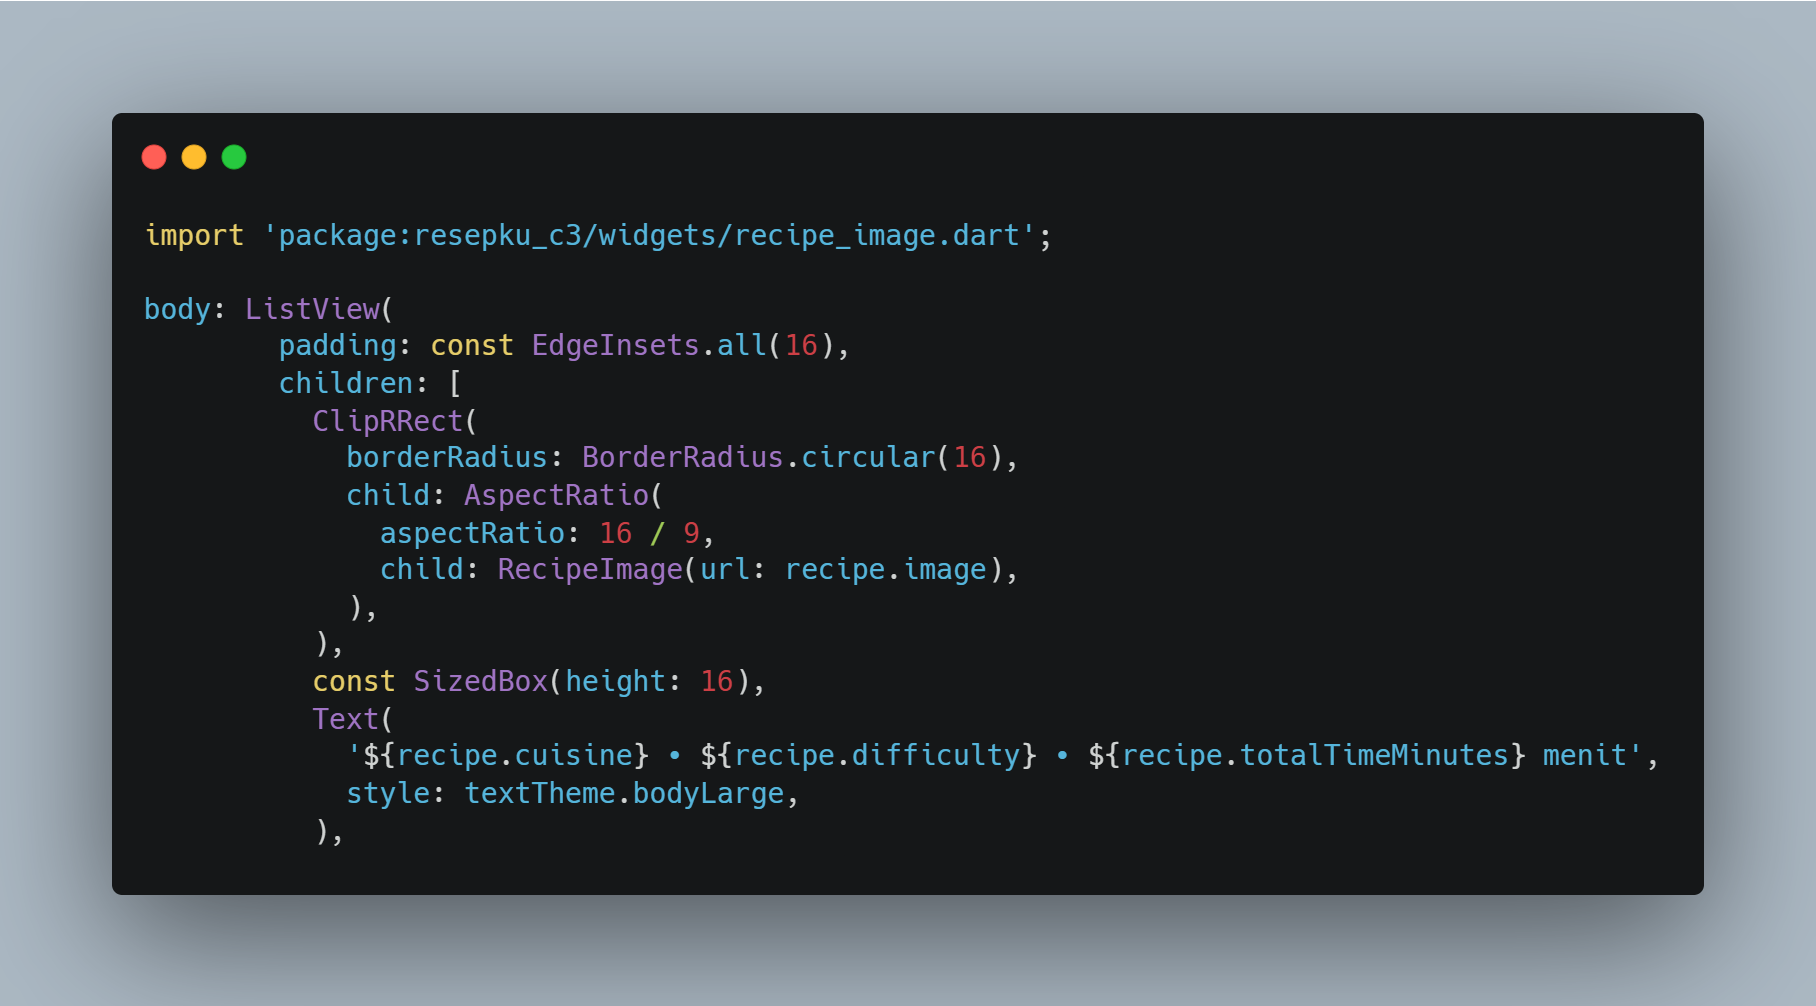 import 'package:resepku_c3/widgets/recipe_image.dart';

body: ListView(
        padding: const EdgeInsets.all(16),
        children: [
          ClipRRect(
            borderRadius: BorderRadius.circular(16),
            child: AspectRatio(
              aspectRatio: 16 / 9,
              child: RecipeImage(url: recipe.image),
            ),
          ),
          const SizedBox(height: 16),
          Text(
            '${recipe.cuisine} • ${recipe.difficulty} • ${recipe.totalTimeMinutes} menit',
            style: textTheme.bodyLarge,
          ),